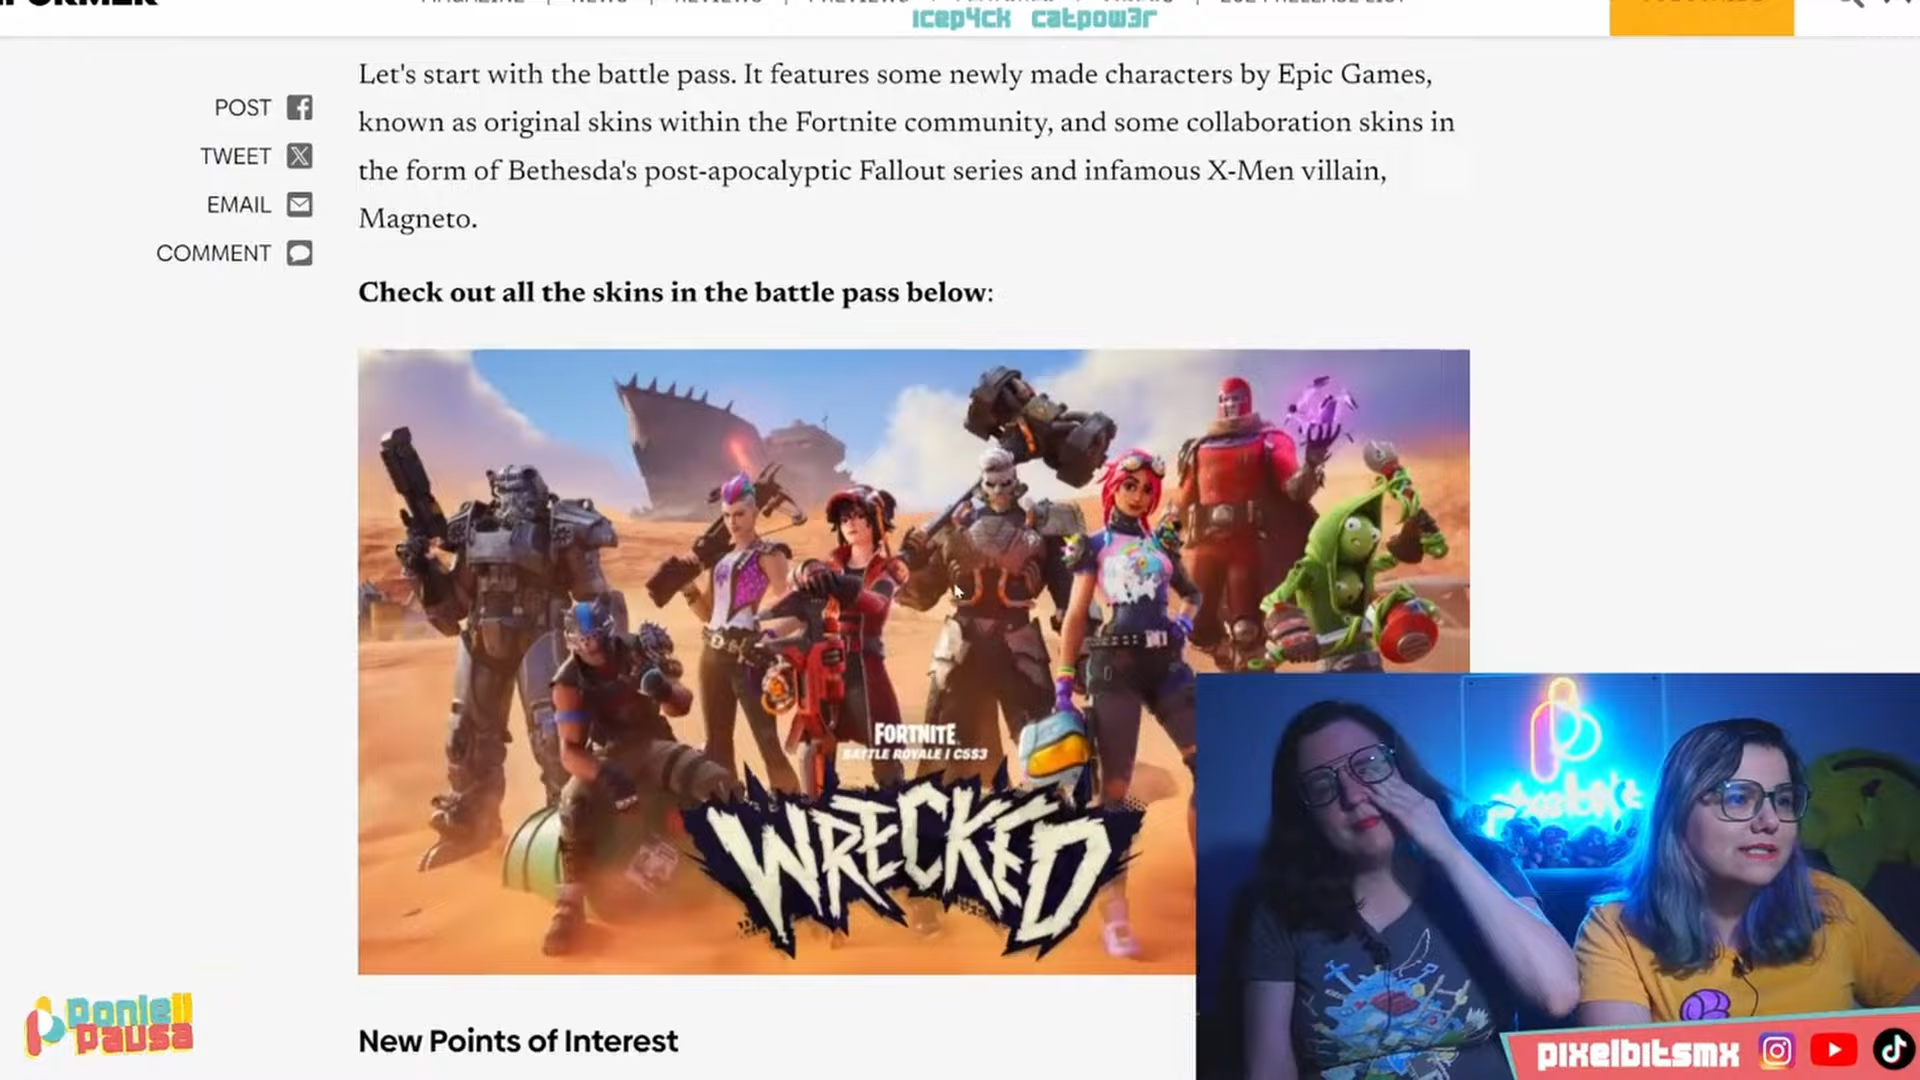 icep4ck catpow3r
Let's start with the battle pass. It features some newly made characters by Epic Games,
known as original skins within the Fortnite community, and some collaboration skins in
the form of Bethesda's post-apocalyptic Fallout series and infamous X-Men villain,
Magneto.
POST
TWEET
EMAIL
COMMENT
Check out all the skins in the battle pass below:
FORTNITE
BATTLE ROYALE / C5S3
WRECKED
New Points of Interest
Ponle
Pausa
pixelbitsmx